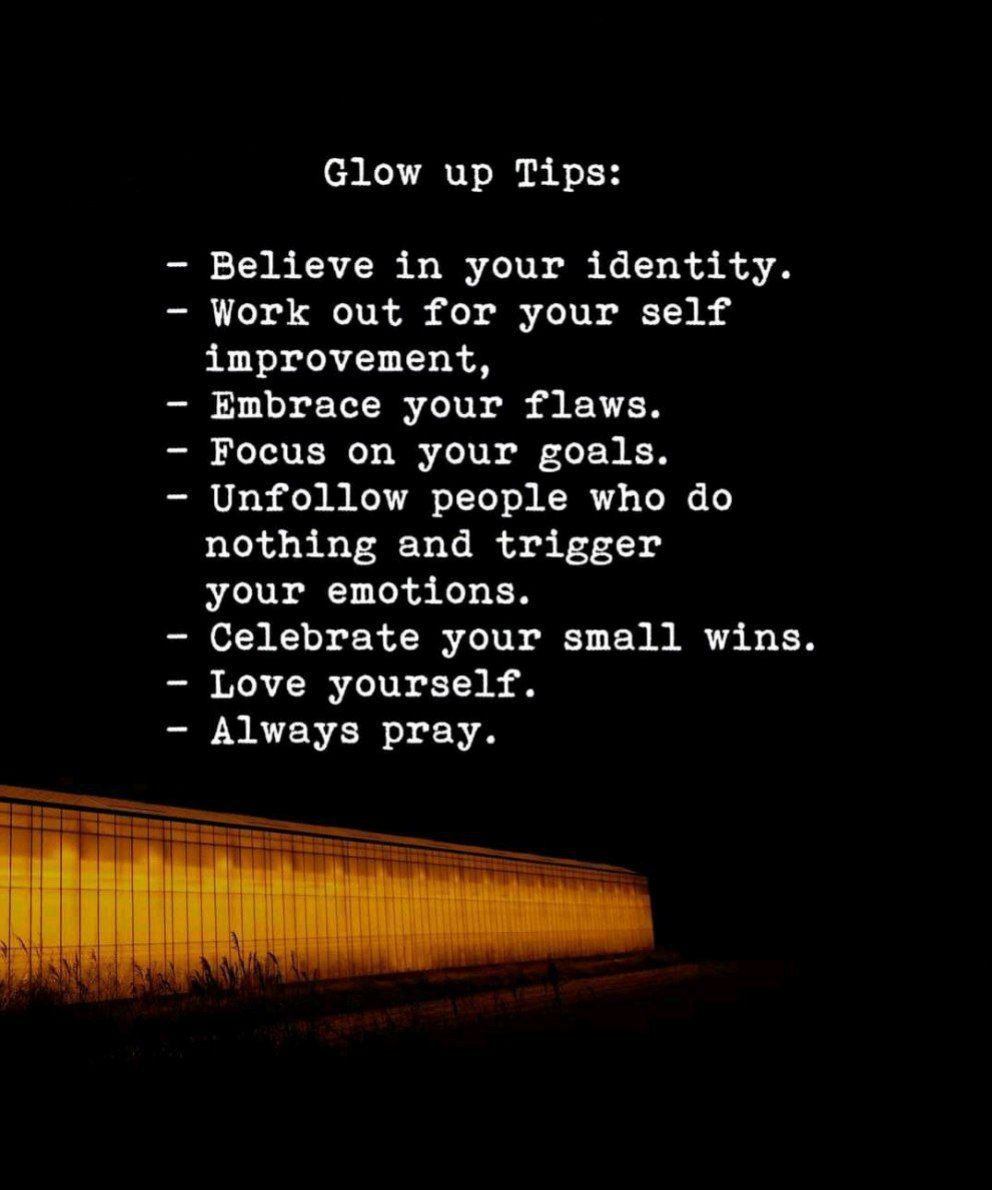 Glow up Tips:
- Believe in your identity.
- Work out for your self
improvement,
- Embrace your flaws.
- Focus on your goals.
- Unfollow people who do
nothing and trigger
your emotions.
- Celebrate your small wins.
- Love yourself.
- Always pray.